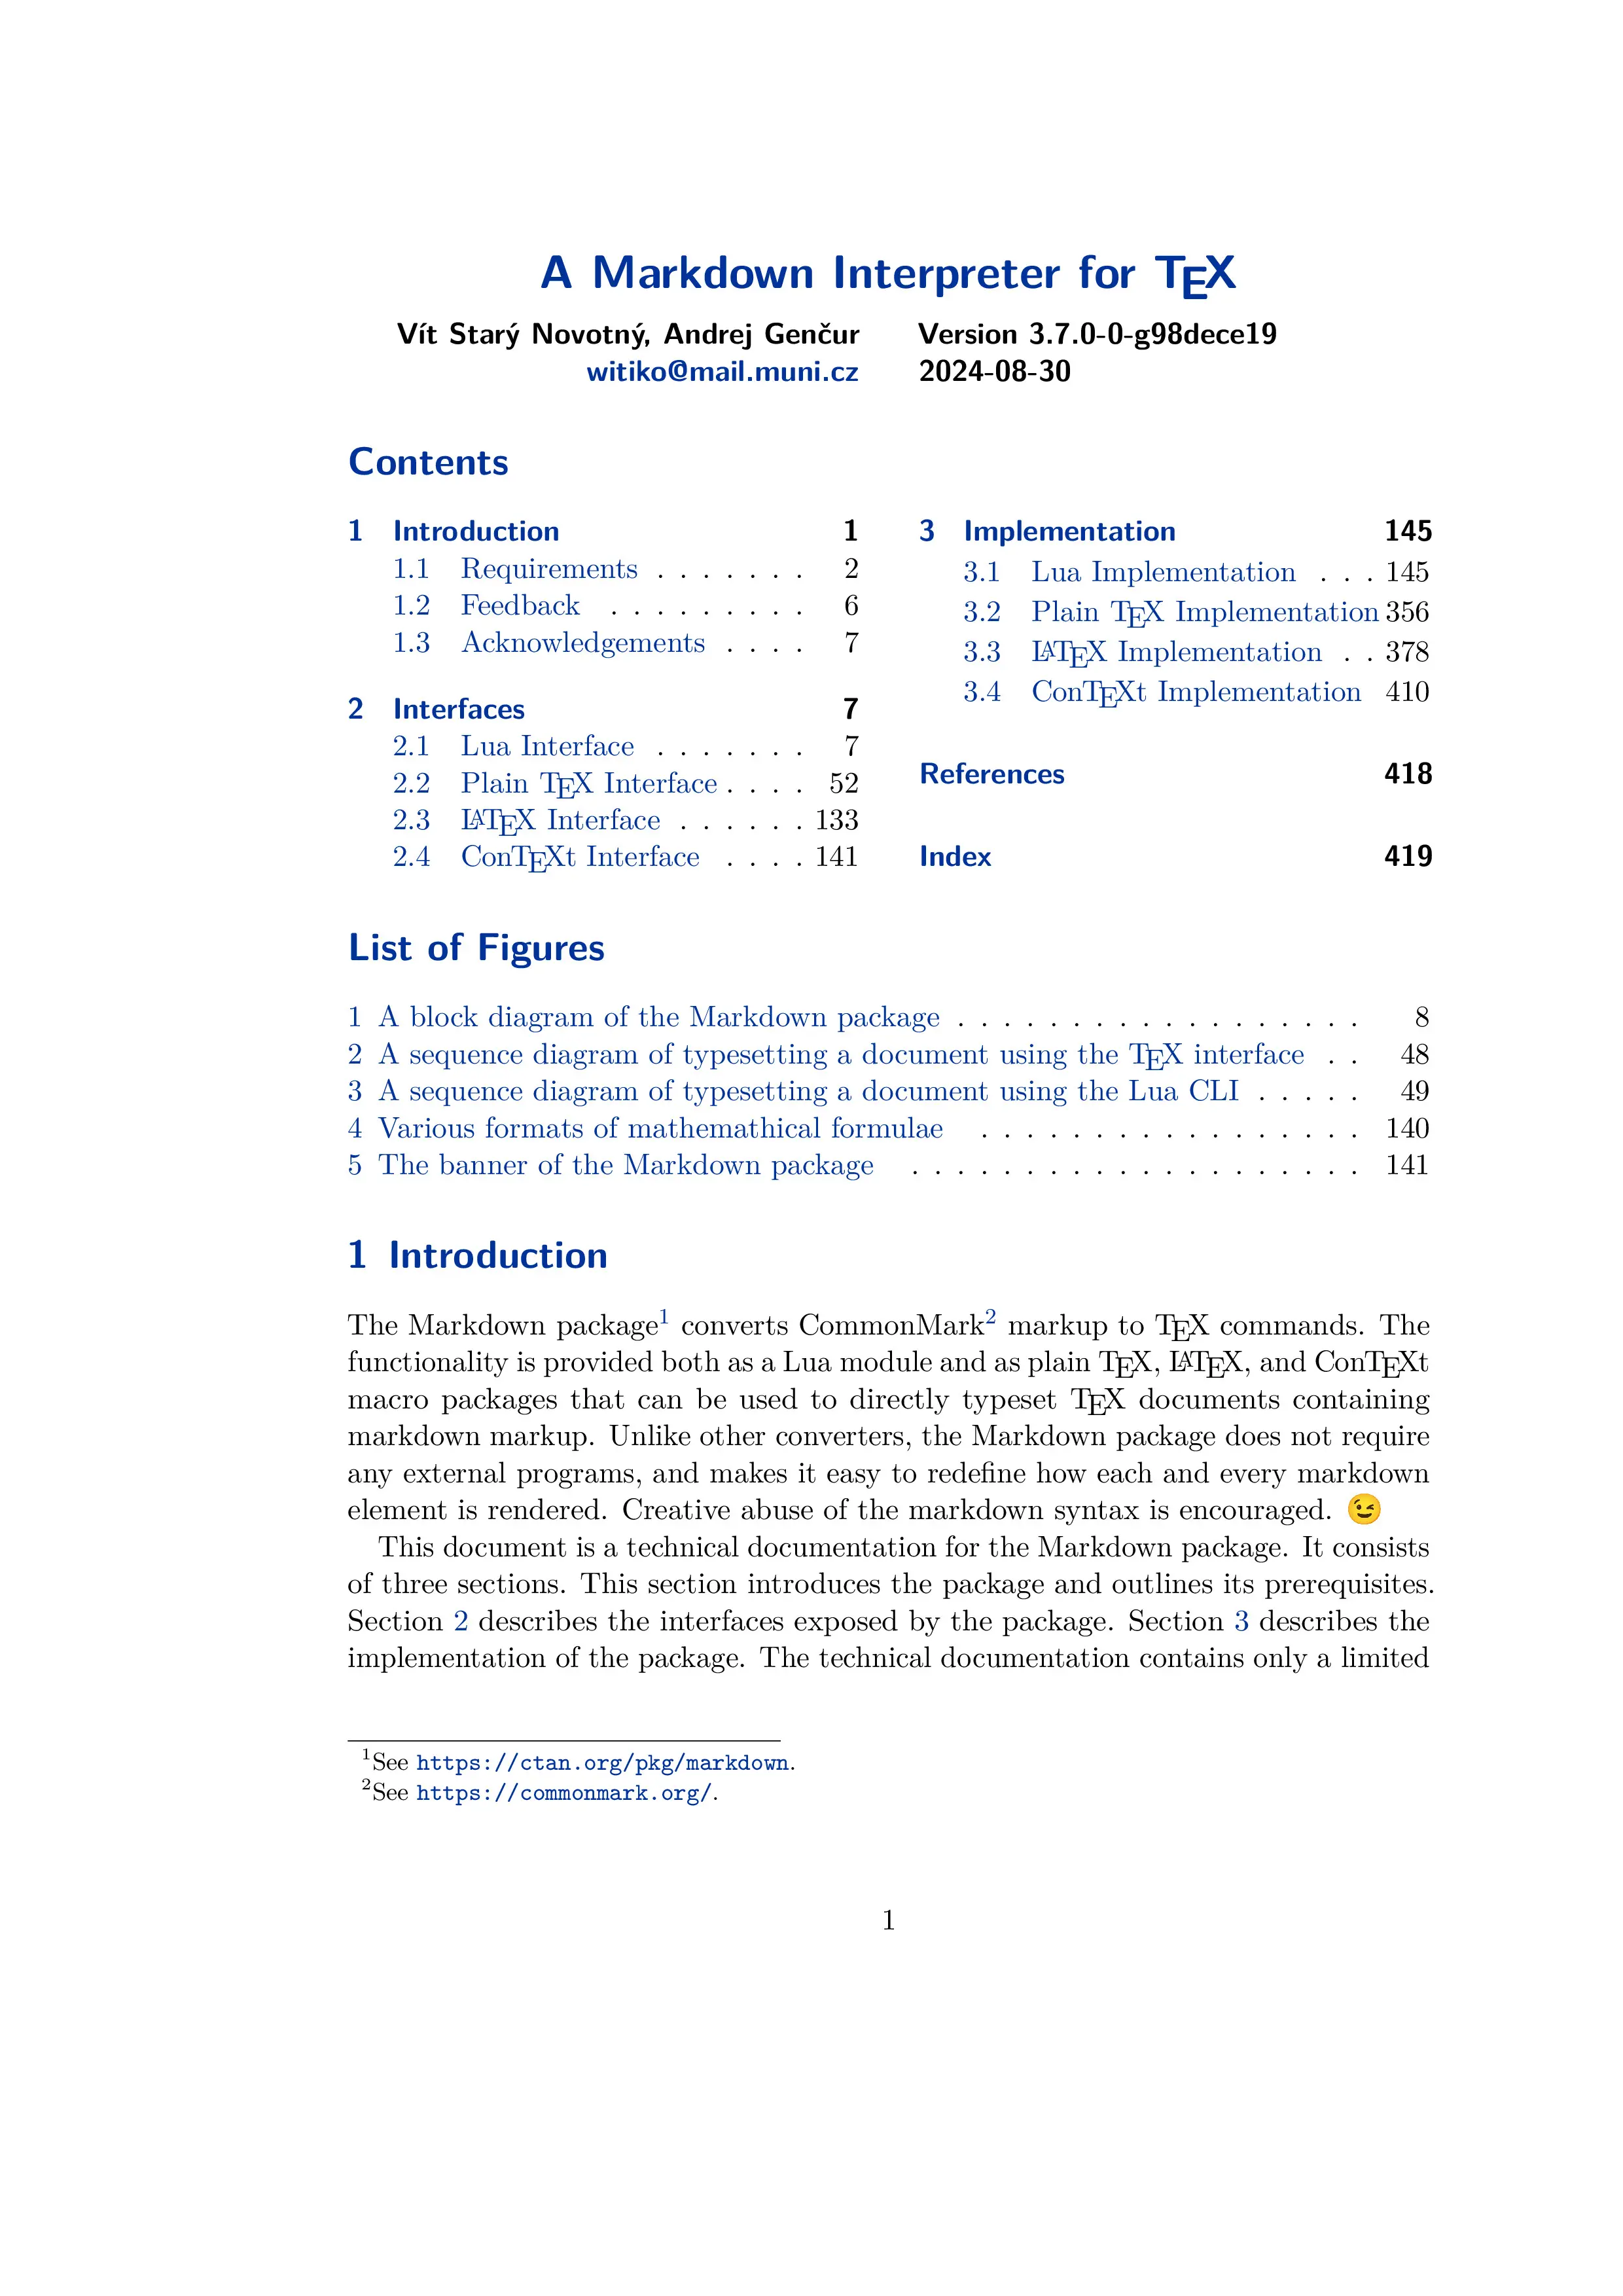 A Markdown Interpreter for TEX
Vít Starý Novotný, Andrej Genčur
witiko@mail.muni.cz
Version 3.7.0-0-g98dece19
2024-08-30
Contents
1 Introduction 1
1.1 Requirements . . . . . . . 2
1.2 Feedback . . . . . . . . . 6
1.3 Acknowledgements . . . . 7
2 Interfaces 7
2.1 Lua Interface . . . . . . . 7
2.2 Plain TEX Interface . . . . 52
2.3 LATEX Interface . . . . . . 133
2.4 ConTEXt Interface . . . . 141
3 Implementation 145
3.1 Lua Implementation . . . 145
3.2 Plain TEX Implementation 356
3.3 LATEX Implementation . . 378
3.4 ConTEXt Implementation 410
References 418
Index 419
List of Figures
1 A block diagram of the Markdown package . . . . . . . . . . . . . . . . . . 8
2 A sequence diagram of typesetting a document using the TEX interface . . 48
3 A sequence diagram of typesetting a document using the Lua CLI . . . . . 49
4 Various formats of mathemathical formulae . . . . . . . . . . . . . . . . . 140
5 The banner of the Markdown package . . . . . . . . . . . . . . . . . . . . 141
1 Introduction
The Markdown package1 converts CommonMark2 markup to TEX commands. The
functionality is provided both as a Lua module and as plain TEX, LATEX, and ConTEXt
macro packages that can be used to directly typeset TEX documents containing
markdown markup. Unlike other converters, the Markdown package does not require
any external programs, and makes it easy to redefine how each and every markdown
element is rendered. Creative abuse of the markdown syntax is encouraged. 😉
This document is a technical documentation for the Markdown package. It consists
of three sections. This section introduces the package and outlines its prerequisites.
Section 2 describes the interfaces exposed by the package. Section 3 describes the
implementation of the package. The technical documentation contains only a limited
1See https://ctan.org/pkg/markdown.
2See https://commonmark.org/.
1